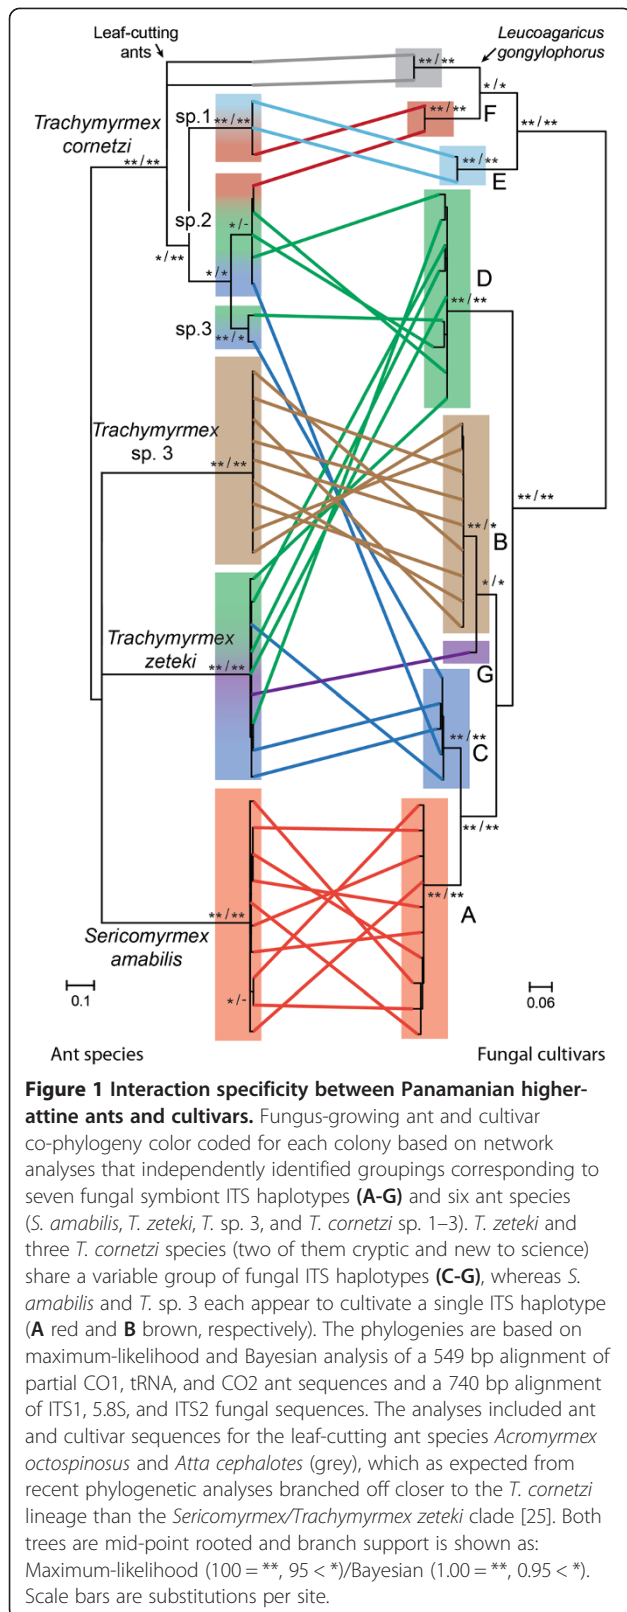 Leaf-cutting
ants
Leucoagaricus
gongylophorus
**/**
*/*
sp.1
**/**
**/**
F
**/**
Trachymyrmex
cornetzi
**/**
**/**
E
sp.2
*/-
D
*/**
*/*
**/**
sp.3
**/*
Trachymyrmex
sp. 3
**/**
**/**
**/*
B
*/*
Trachymyrmex
zeteki
**/**
G
**/**
C
**/**
**/**
A
**/**
Sericomyrmex
amabilis
*/-
0.1
0.06
Ant species
Fungal cultivars
Figure 1 Interaction specificity between Panamanian higher-
attine ants and cultivars. Fungus-growing ant and cultivar
co-phylogeny color coded for each colony based on network
analyses that independently identified groupings corresponding to
seven fungal symbiont ITS haplotypes (A-G) and six ant species
(S. amabilis, T. zeteki, T. sp. 3, and T. cornetzi sp. 1–3). T. zeteki and
three T. cornetzi species (two of them cryptic and new to science)
share a variable group of fungal ITS haplotypes (C-G), whereas S.
amabilis and T. sp. 3 each appear to cultivate a single ITS haplotype
(A red and B brown, respectively). The phylogenies are based on
maximum-likelihood and Bayesian analysis of a 549 bp alignment of
partial CO1, tRNA, and CO2 ant sequences and a 740 bp alignment
of ITS1, 5.8S, and ITS2 fungal sequences. The analyses included ant
and cultivar sequences for the leaf-cutting ant species Acromyrmex
octospinosus and Atta cephalotes (grey), which as expected from
recent phylogenetic analyses branched off closer to the T. cornetzi
lineage than the Sericomyrmex/Trachymyrmex zeteki clade [25]. Both
trees are mid-point rooted and branch support is shown as:
Maximum-likelihood (100 = **, 95 < *)/Bayesian (1.00 = **, 0.95 < *).
Scale bars are substitutions per site.